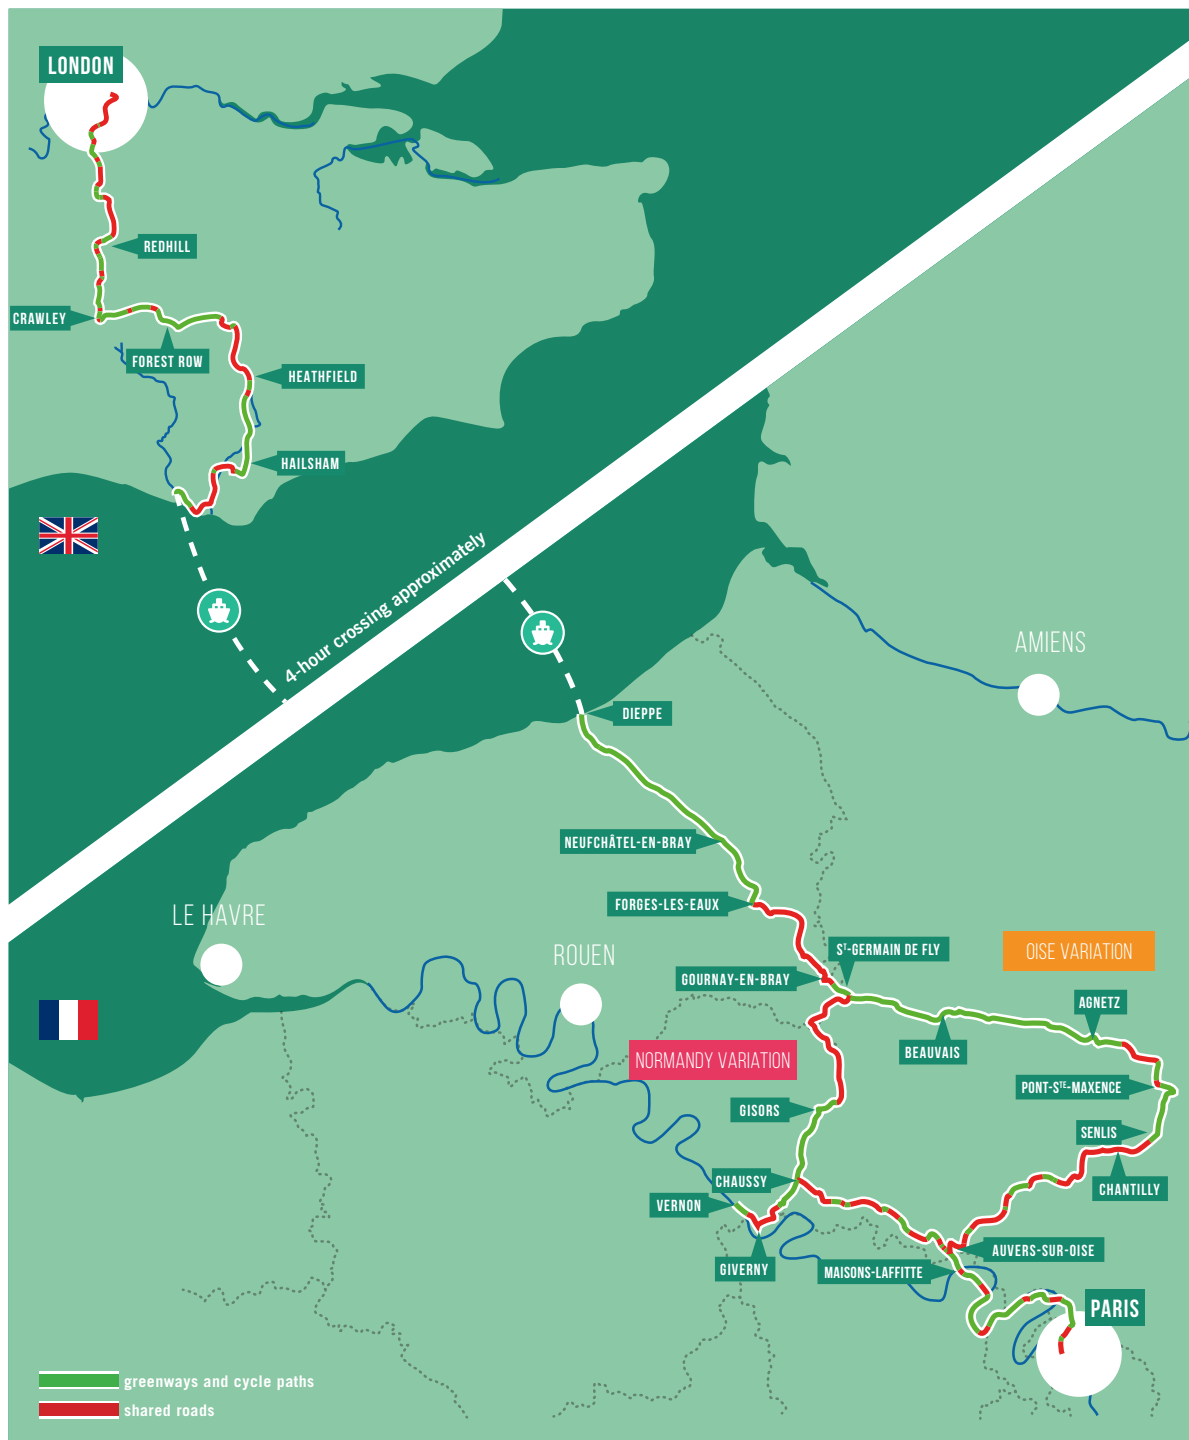 LONDON
REDHILL
CRAWLEY
FOREST ROW
HEATHFIELD
HAILSHAM
4-hour crossing approximately
AMIENS
DIEPPE
NEUFCHÂTEL-EN-BRAY
FORGES-LES-EAUX
LE HAVRE
ROUEN
ST-GERMAIN DE FLY
OISE VARIATION
GOURNAY-EN-BRAY
AGNETZ
BEAUVAIS
NORMANDY VARIATION
PONT-STE-MAXENCE
GISORS
SENLIS
CHAUSSY
CHANTILLY
VERNON
AUVERS-SUR-OISE
GIVERNY
MAISONS-LAFFITTE
PARIS
greenways and cycle paths
shared roads